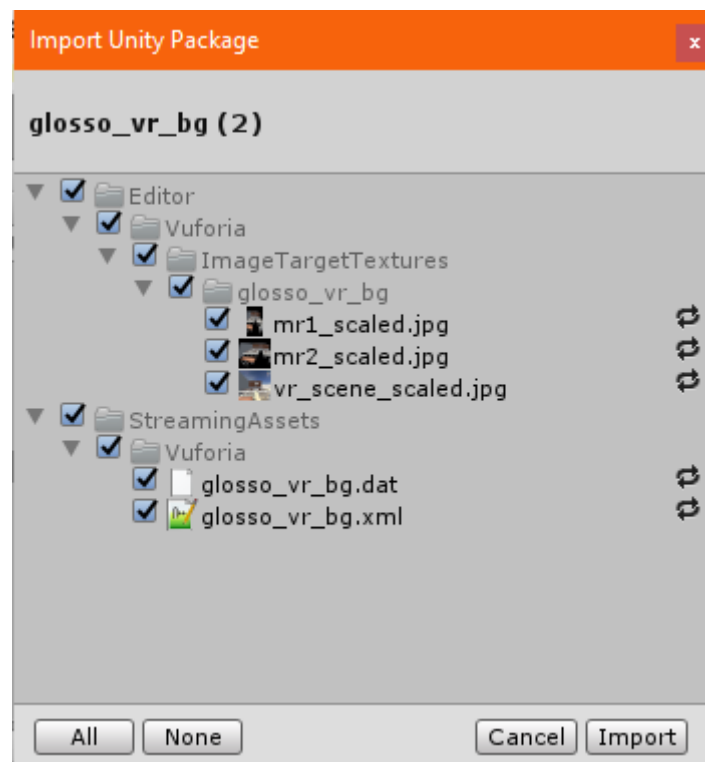 Import Unity Package
x
glosso_vr_bg (2)
Editor
Vuforia
ImageTargetTextures
glosso_vr_bg
mr1_scaled.jpg
mr2_scaled.jpg
vr_scene_scaled.jpg
StreamingAssets
Vuforia
glosso_vr_bg.dat
glosso_vr_bg.xml
All None Cancel Import